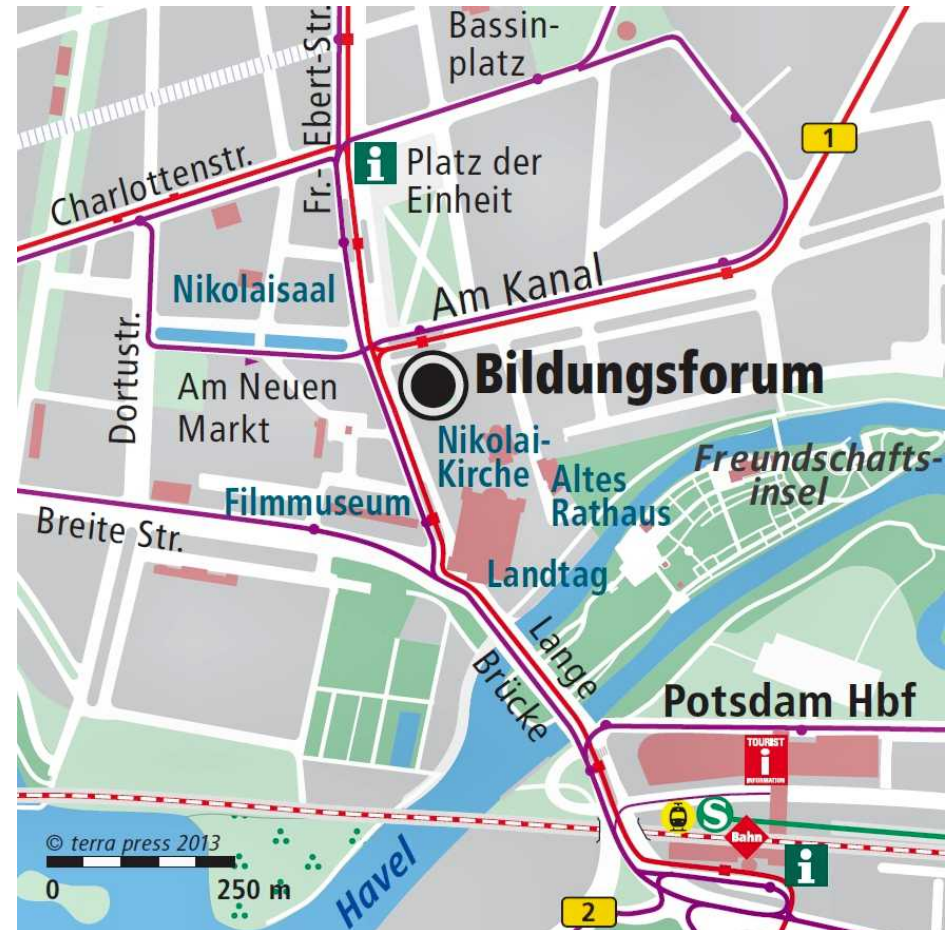 Bassin-
platz
Fr.-Ebert-Str.
1
Charlottenstr.
i
Platz der
Einheit
Nikolaisaal
Am Kanal
Dortustr.
Am Neuen
Markt
Bildungsforum
Nikolai-
Kirche
Altes
Rathaus
Freundschafts-
insel
Filmmuseum
Breite Str.
Landtag
Lange
Brücke
Potsdam Hbf
TOURIST
i
INFORMATION
S
Bahn
i
© terra press 2013
0 250 m
Havel
2